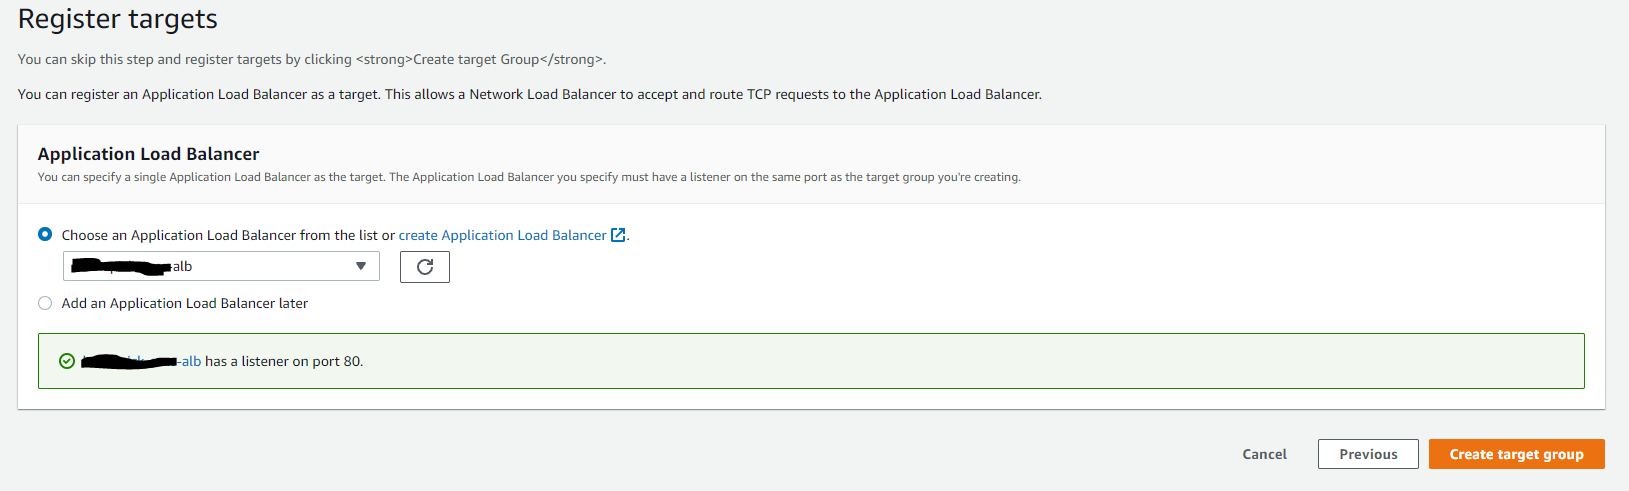 Register targets
You can skip this step and register targets by clicking <strong>Create target Group</strong>.
You can register an Application Load Balancer as a target. This allows a Network Load Balancer to accept and route TCP requests to the Application Load Balancer.
Application Load Balancer
You can specify a single Application Load Balancer as the target. The Application Load Balancer you specify must have a listener on the same port as the target group you're creating.
Choose an Application Load Balancer from the list or create Application Load Balancer.
-alb
Add an Application Load Balancer later
-alb has a listener on port 80.
Cancel Previous Create target group